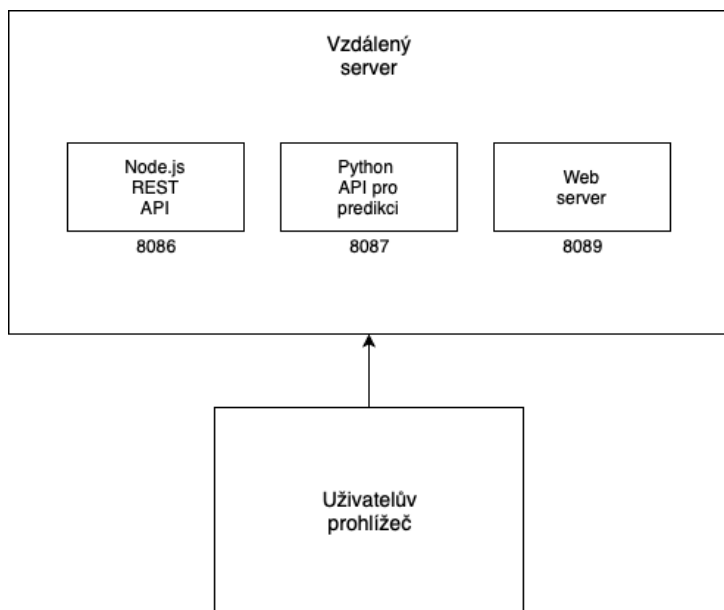 Vzdálený
server
Node.js
REST
API
8086
Python
API pro
predikci
8087
Web
server
8089
Uživatelův
prohlížeč